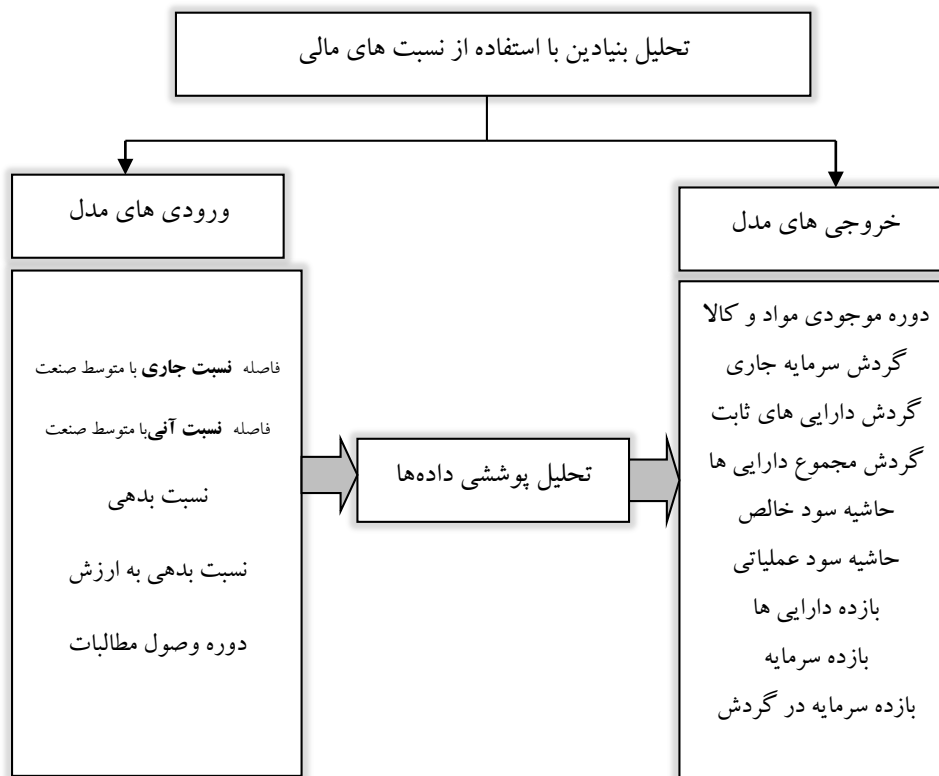 تحلیل بنیادین با استفاده از نسبت های مالی
خروجی های مدل
دوره موجودی مواد و کالا
گردش سرمایه جاری
گردش دارایی های ثابت
گردش مجموع دارایی ها
حاشیه سود خالص
حاشیه سود عملیاتی
بازده دارایی ها
بازده سرمایه
بازده سرمایه در گردش
تحلیل پوششی داده‌ها
ورودی های مدل
فاصله نسبت جاری با متوسط صنعت
فاصله نسبت آنی با متوسط صنعت
نسبت بدهی
نسبت بدهی به ارزش
دوره وصول مطالبات